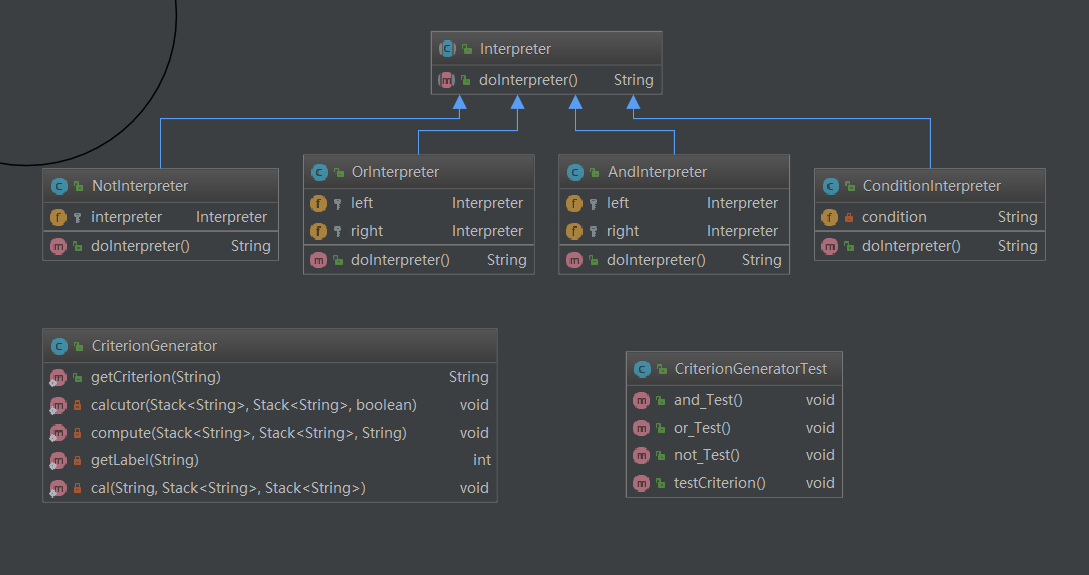 Interpreter
doInterpreter() String
NotInterpreter
interpreter Interpreter
doInterpreter() String
OrInterpreter
left Interpreter
right Interpreter
doInterpreter() String
AndInterpreter
left Interpreter
right Interpreter
doInterpreter() String
ConditionInterpreter
condition String
doInterpreter() String
CriterionGenerator
getCriterion(String) String
calcutor(Stack<String>, Stack<String>, boolean) void
compute(Stack<String>, Stack<String>, String) void
getLabel(String) int
cal(String, Stack<String>, Stack<String>) void
CriterionGeneratorTest
and_Test() void
or_Test() void
not_Test() void
testCriterion() void